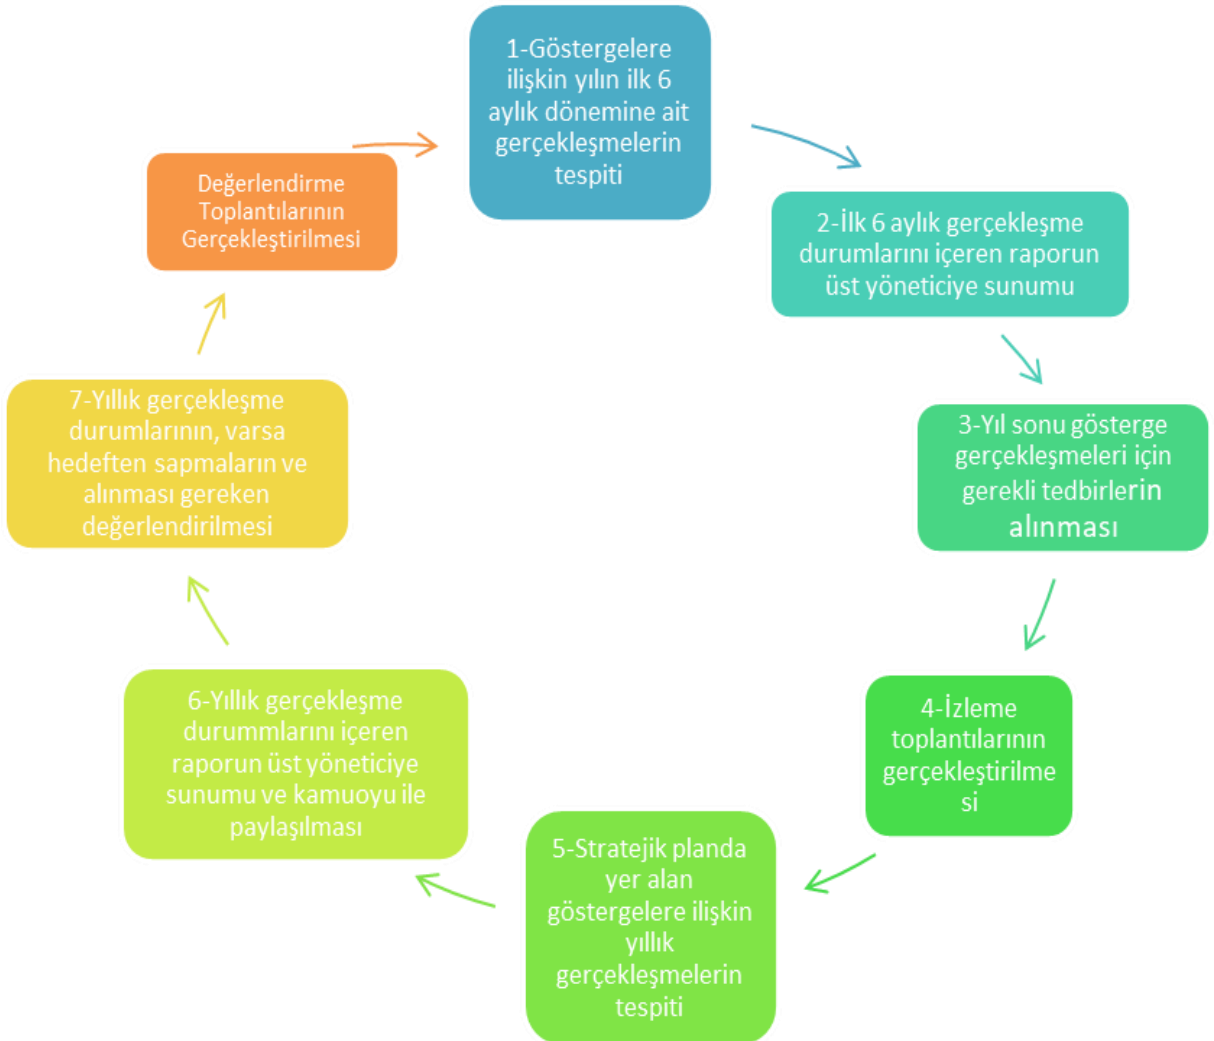 1-Göstergelere
ilişkin yılın ilk 6
aylık dönemine ait
gerçekleşmelerin
tespiti
2-İlk 6 aylık gerçekleşme
durumlarını içeren raporun
üst yöneticiye sunumu
3-Yıl sonu gösterge
gerçekleşmeleri için
gerekli tedbirlerin
alınması
4-İzleme
toplantılarının
gerçekleştirilme
si
5-Stratejik planda
yer alan
göstergelere ilişkin
yıllık
gerçekleşmelerin
tespiti
6-Yıllık gerçekleşme
durummlarını içeren
raporun üst yöneticiye
sunumu ve kamuoyu ile
paylaşılması
7-Yıllık gerçekleşme
durumlarının, varsa
hedeften sapmaların ve
alınması gereken
değerlendirilmesi
Değerlendirme
Toplantılarının
Gerçekleştirilmesi